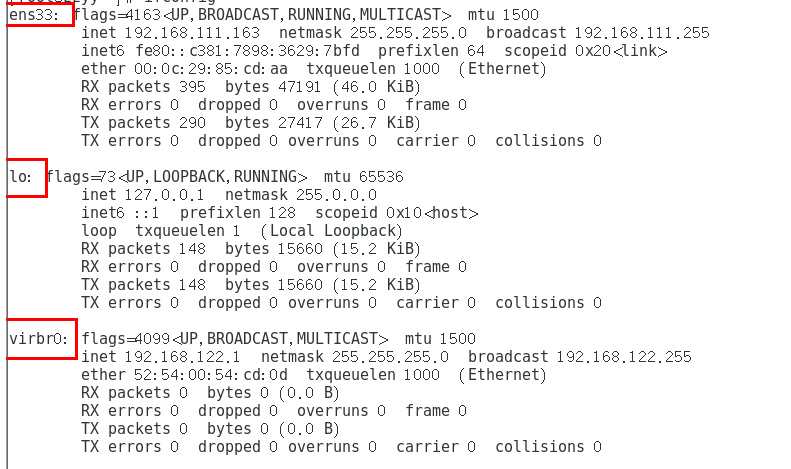 ens33: flags=4163<UP,BROADCAST,RUNNING,MULTICAST>  mtu 1500
        inet 192.168.111.163  netmask 255.255.255.0  broadcast 192.168.111.255
        inet6 fe80::c381:7898:3629:7bfd  prefixlen 64  scopeid 0x20<link>
        ether 00:0c:29:85:cd:aa  txqueuelen 1000  (Ethernet)
        RX packets 395  bytes 47191 (46.0 KiB)
        RX errors 0  dropped 0  overruns 0  frame 0
        TX packets 290  bytes 27417 (26.7 KiB)
        TX errors 0  dropped 0 overruns 0  carrier 0  collisions 0

lo: flags=73<UP,LOOPBACK,RUNNING>  mtu 65536
        inet 127.0.0.1  netmask 255.0.0.0
        inet6 ::1  prefixlen 128  scopeid 0x10<host>
        loop  txqueuelen 1  (Local Loopback)
        RX packets 148  bytes 15660 (15.2 KiB)
        RX errors 0  dropped 0  overruns 0  frame 0
        TX packets 148  bytes 15660 (15.2 KiB)
        TX errors 0  dropped 0 overruns 0  carrier 0  collisions 0

virbr0: flags=4099<UP,BROADCAST,MULTICAST>  mtu 1500
        inet 192.168.122.1  netmask 255.255.255.0  broadcast 192.168.122.255
        ether 52:54:00:54:cd:0d  txqueuelen 1000  (Ethernet)
        RX packets 0  bytes 0 (0.0 B)
        RX errors 0  dropped 0  overruns 0  frame 0
        TX packets 0  bytes 0 (0.0 B)
        TX errors 0  dropped 0 overruns 0  carrier 0  collisions 0